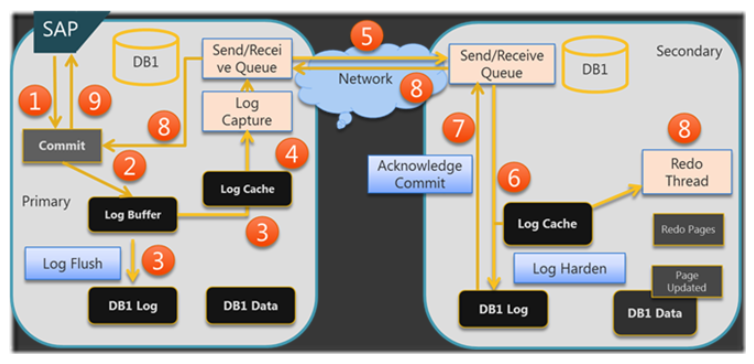 SAP
DB1
Send/Recei
ve Queue
5
Network
8
Send/Receive
Queue
DB1
Secondary
1
9
8
Log
Capture
4
Commit
2
Primary
Log Buffer
Log Cache
3
Log Flush
3
DB1 Log
DB1 Data
7
Acknowledge
Commit
6
8
Redo
Thread
Log Cache
Redo Pages
Log Harden
Page
Updated
DB1 Log
DB1 Data